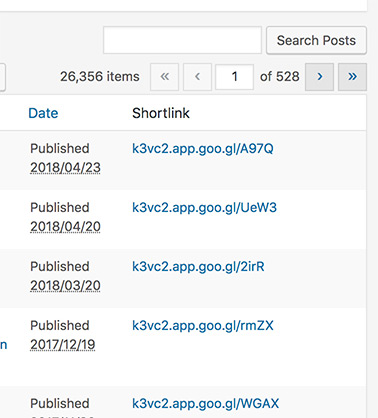 Search Posts
26,356 items « ‹ 1 of 528 › »
Date Shortlink
Published k3vc2.app.goo.gl/A97Q
2018/04/23
Published k3vc2.app.goo.gl/UeW3
2018/04/20
Published k3vc2.app.goo.gl/2irR
2018/03/20
Published k3vc2.app.goo.gl/rmZX
n 2017/12/19
Published k3vc2.app.goo.gl/WGAX